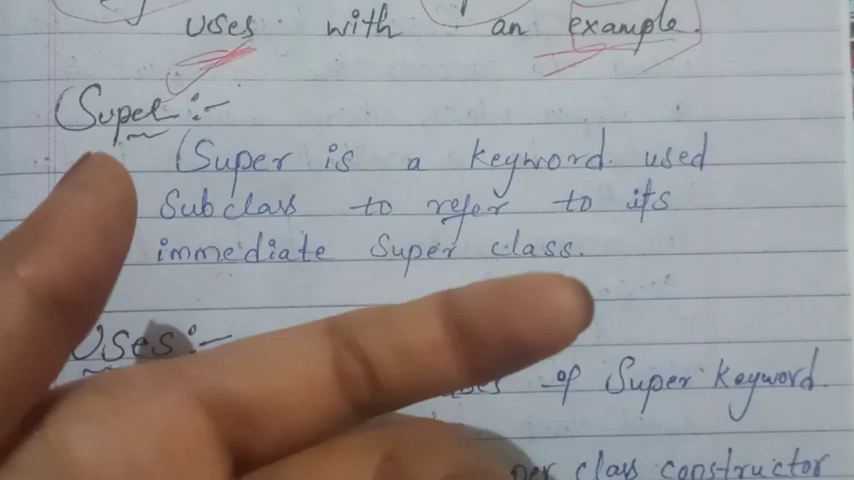 uses with an example.
Super :-
Super is a keyword used
Subclass to refer to its
immediate Super class.
Uses :-
of Super keyword.
class constructor